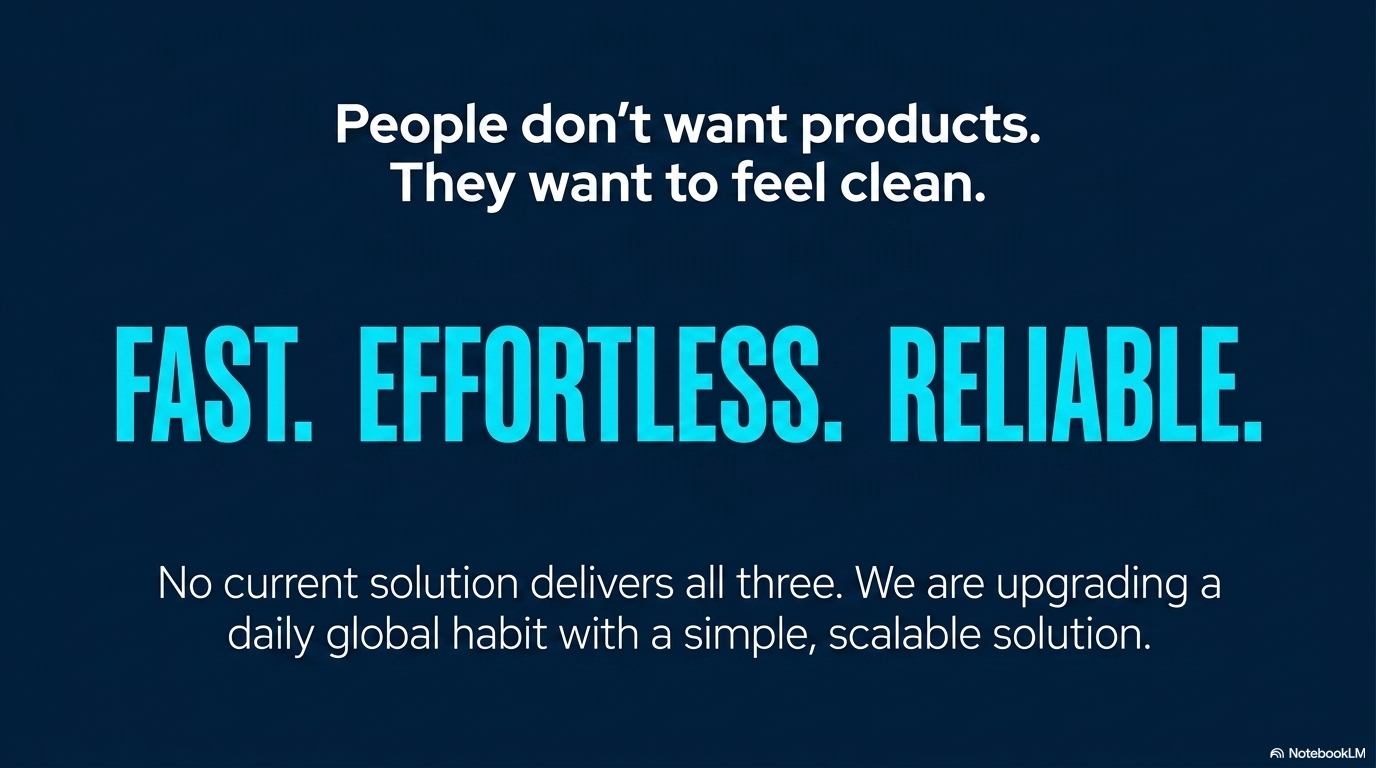 People don’t want products.
They want to feel clean.
FAST. EFFORTLESS. RELIABLE.
No current solution delivers all three. We are upgrading a
daily global habit with a simple, scalable solution.
NotebookLM